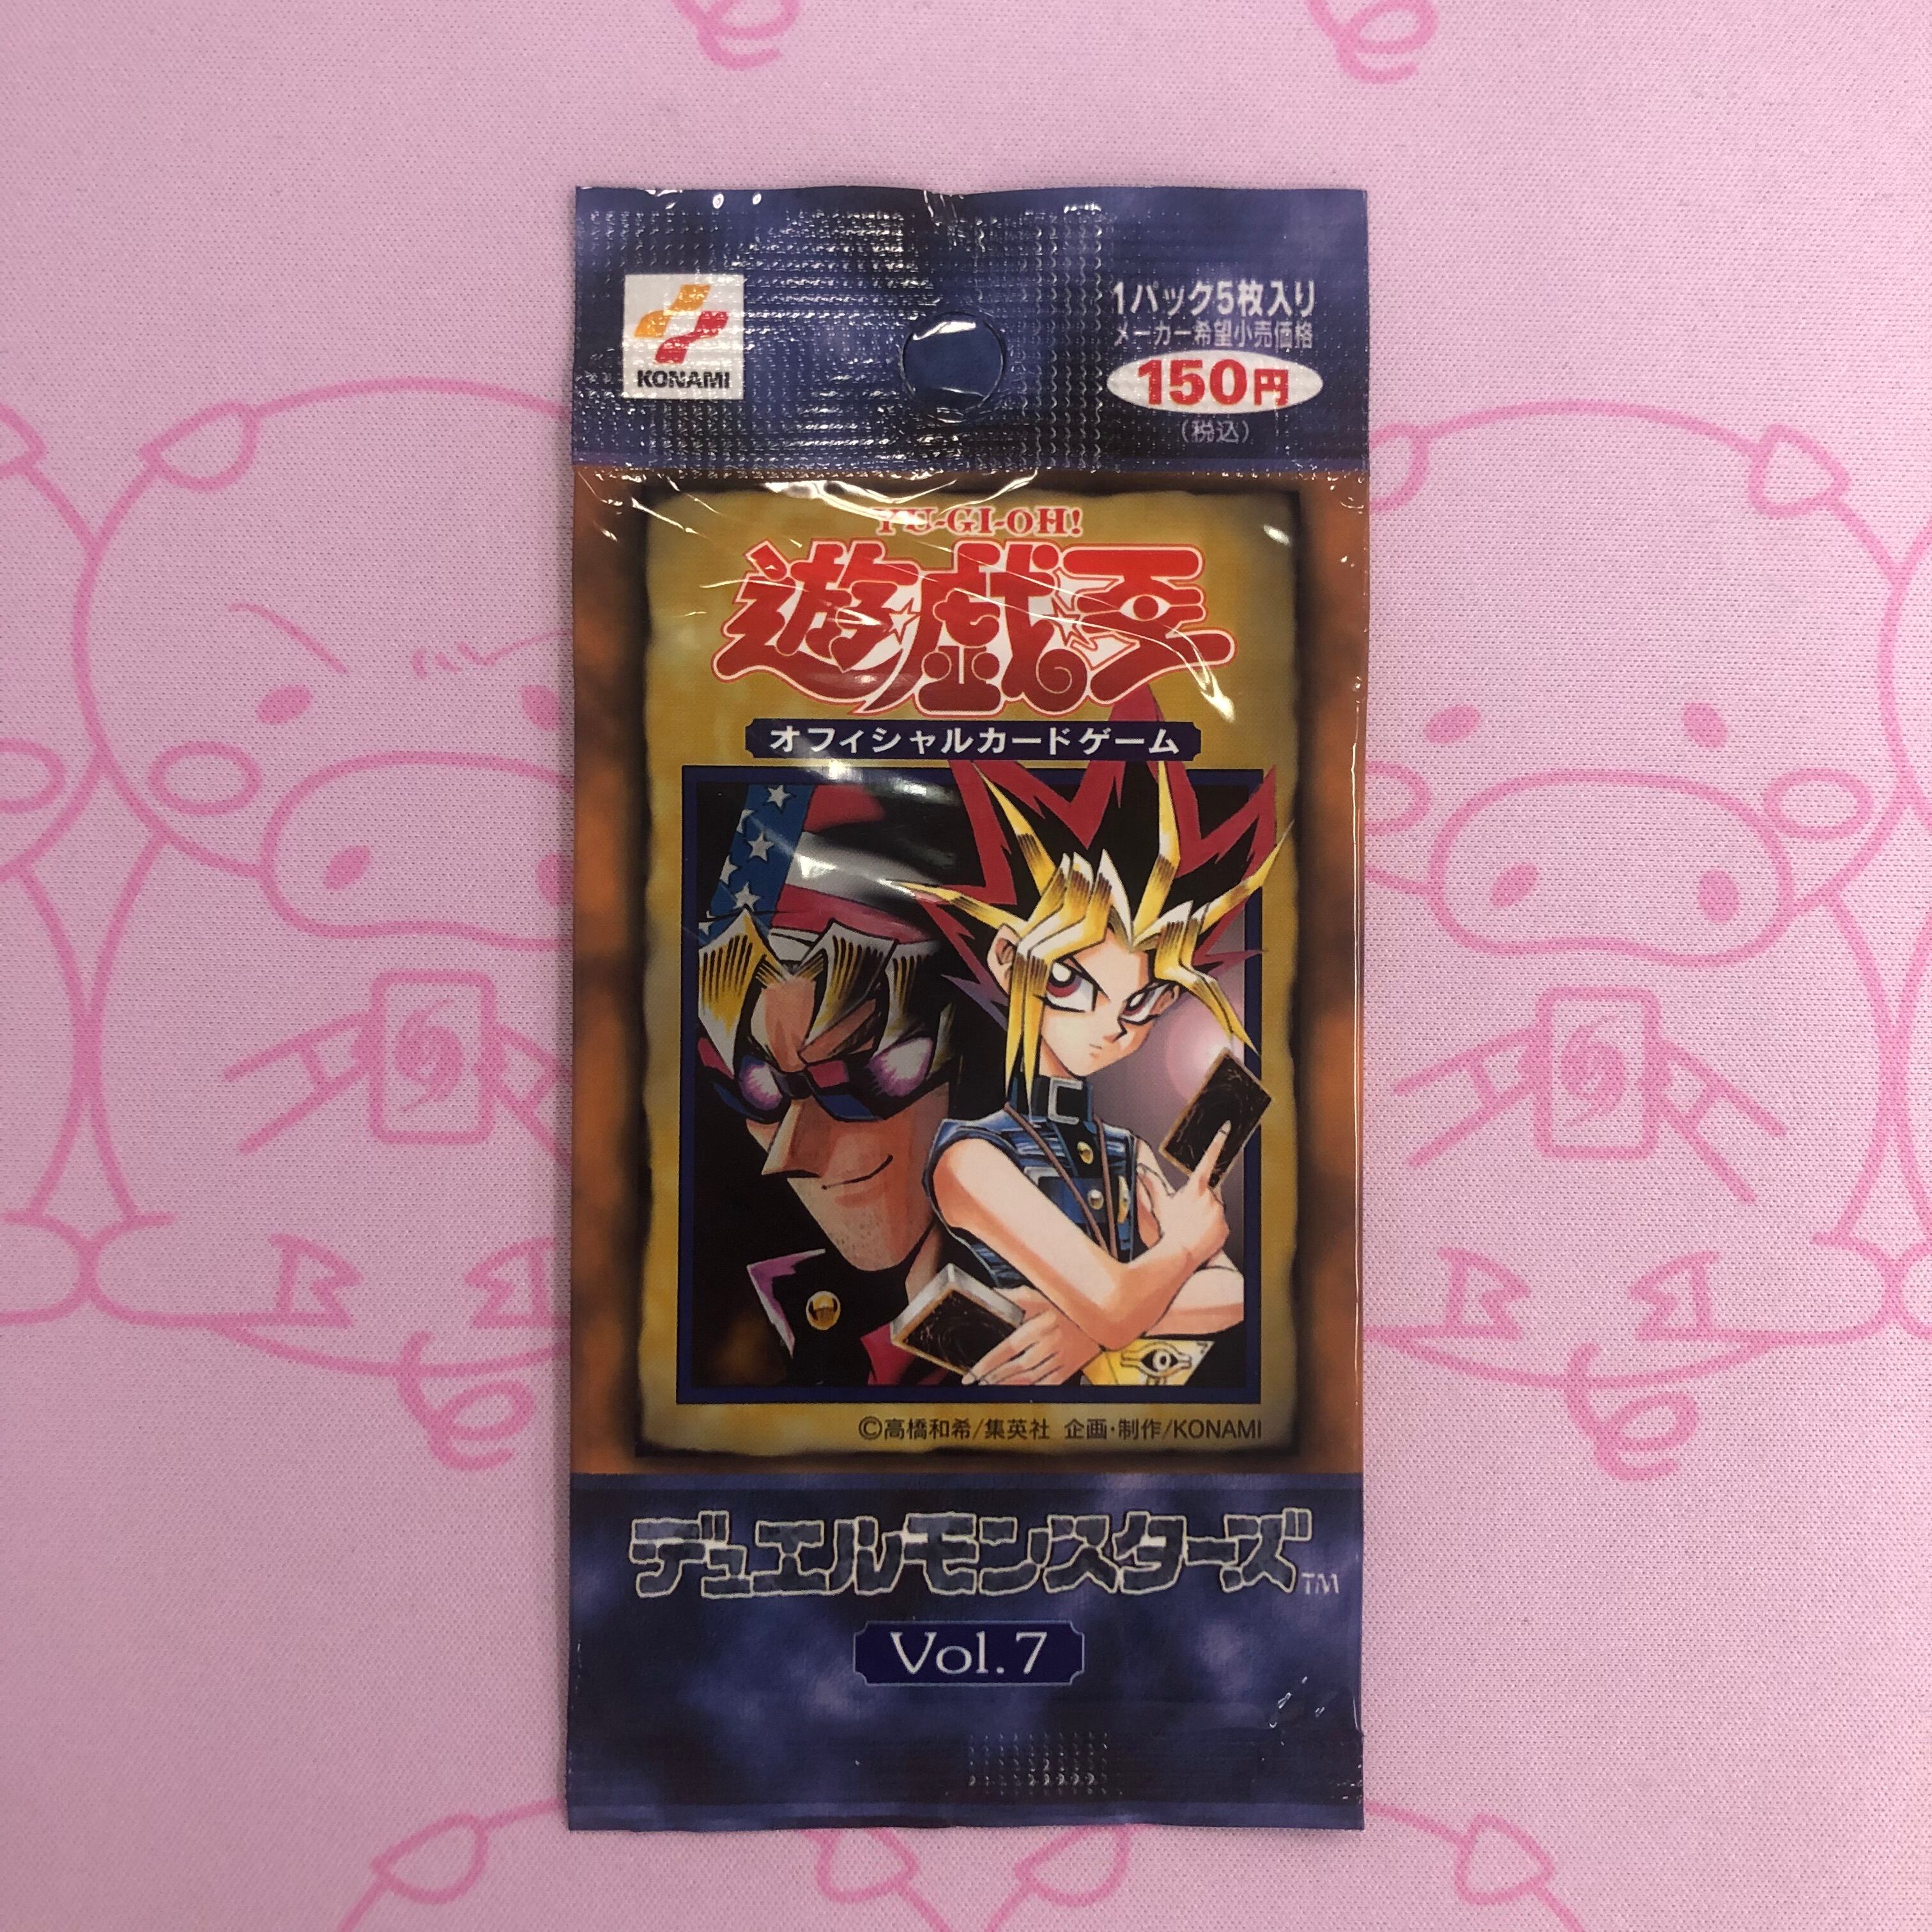 KONAMI
1パック5枚入り
メーカー希望小売価格
150円
(税込)
YU-GI-OH!
遊戯王
オフィシャルカードゲーム
©高橋和希/集英社 企画・制作/KONAMI
デュエルモンスターズ™
Vol.7